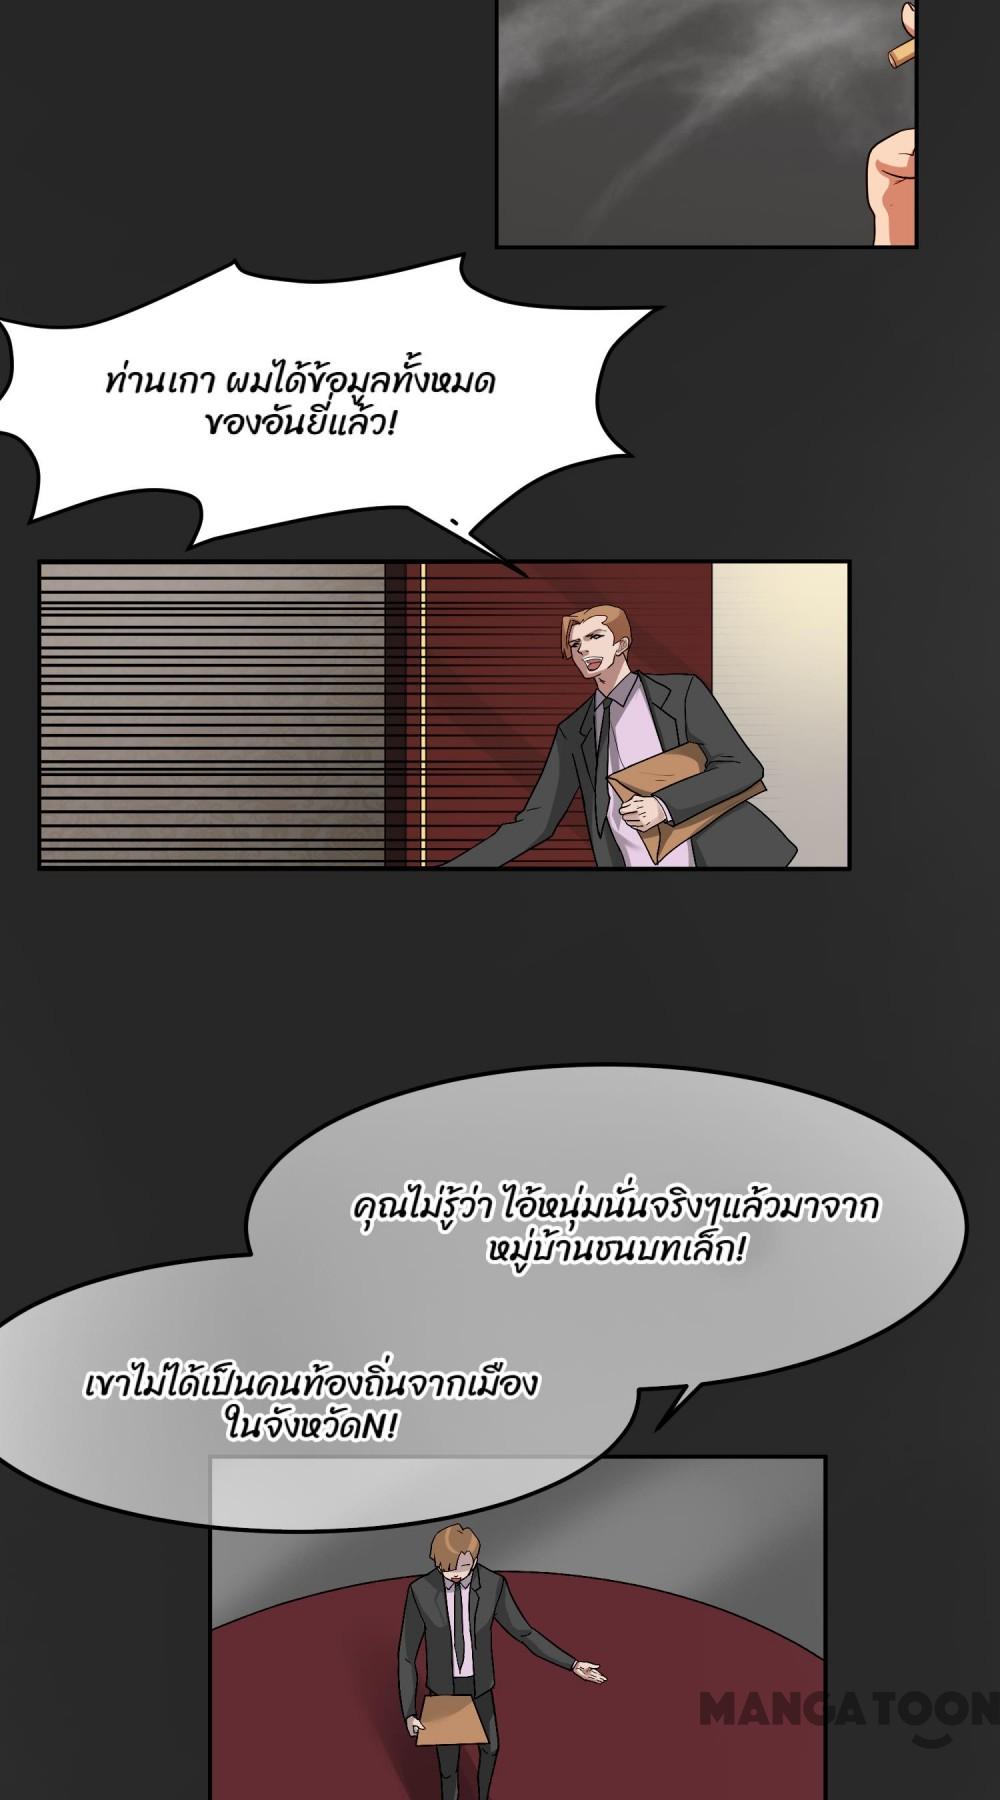 ท่านเกา ผมได้ข้อมูลทั้งหมด
ของอันยี่แล้ว!
คุณไม่รู้ว่า ไอ้หนุ่มนั่นจริงๆแล้วมาจาก
หมู่บ้านชนบทเล็ก!
เขาไม่ได้เป็นคนท้องถิ่นจากเมือง
ในจังหวัดN!
MANGATOON